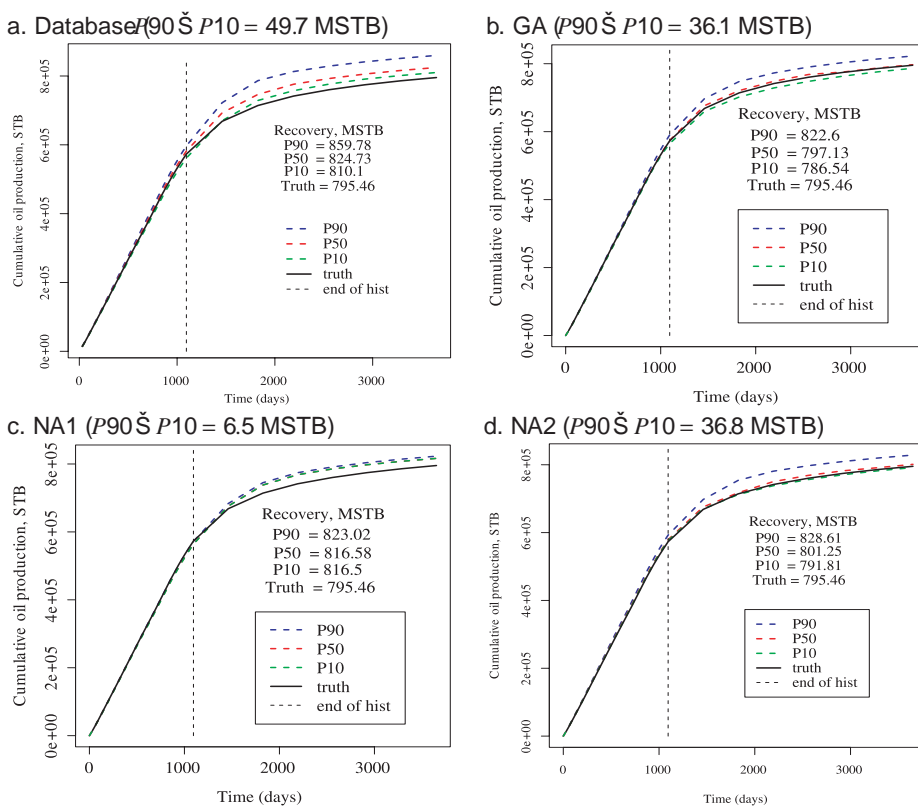 a. Database(P90 Š P10 = 49.7 MSTB)
Cumulative oil production, STB
0e+00 2e+05 4e+05 6e+05 8e+05
Recovery, MSTB
P90 = 859.78
P50 = 824.73
P10 = 810.1
Truth = 795.46
P90
P50
P10
truth
end of hist
0 1000 2000 3000
Time (days)
b. GA (P90 Š P10 = 36.1 MSTB)
Cumulative oil production, STB
0e+00 2e+05 4e+05 6e+05 8e+05
Recovery, MSTB
P90 = 822.6
P50 = 797.13
P10 = 786.54
Truth = 795.46
P90
P50
P10
truth
end of hist
0 1000 2000 3000
Time (days)
c. NA1 (P90 Š P10 = 6.5 MSTB)
Cumulative oil production, STB
0e+00 2e+05 4e+05 6e+05 8e+05
Recovery, MSTB
P90 = 823.02
P50 = 816.58
P10 = 816.5
Truth = 795.46
P90
P50
P10
truth
end of hist
0 1000 2000 3000
Time (days)
d. NA2 (P90 Š P10 = 36.8 MSTB)
Cumulative oil production, STB
0e+00 2e+05 4e+05 6e+05 8e+05
Recovery, MSTB
P90 = 828.61
P50 = 801.25
P10 = 791.81
Truth = 795.46
P90
P50
P10
truth
end of hist
0 1000 2000 3000
Time (days)